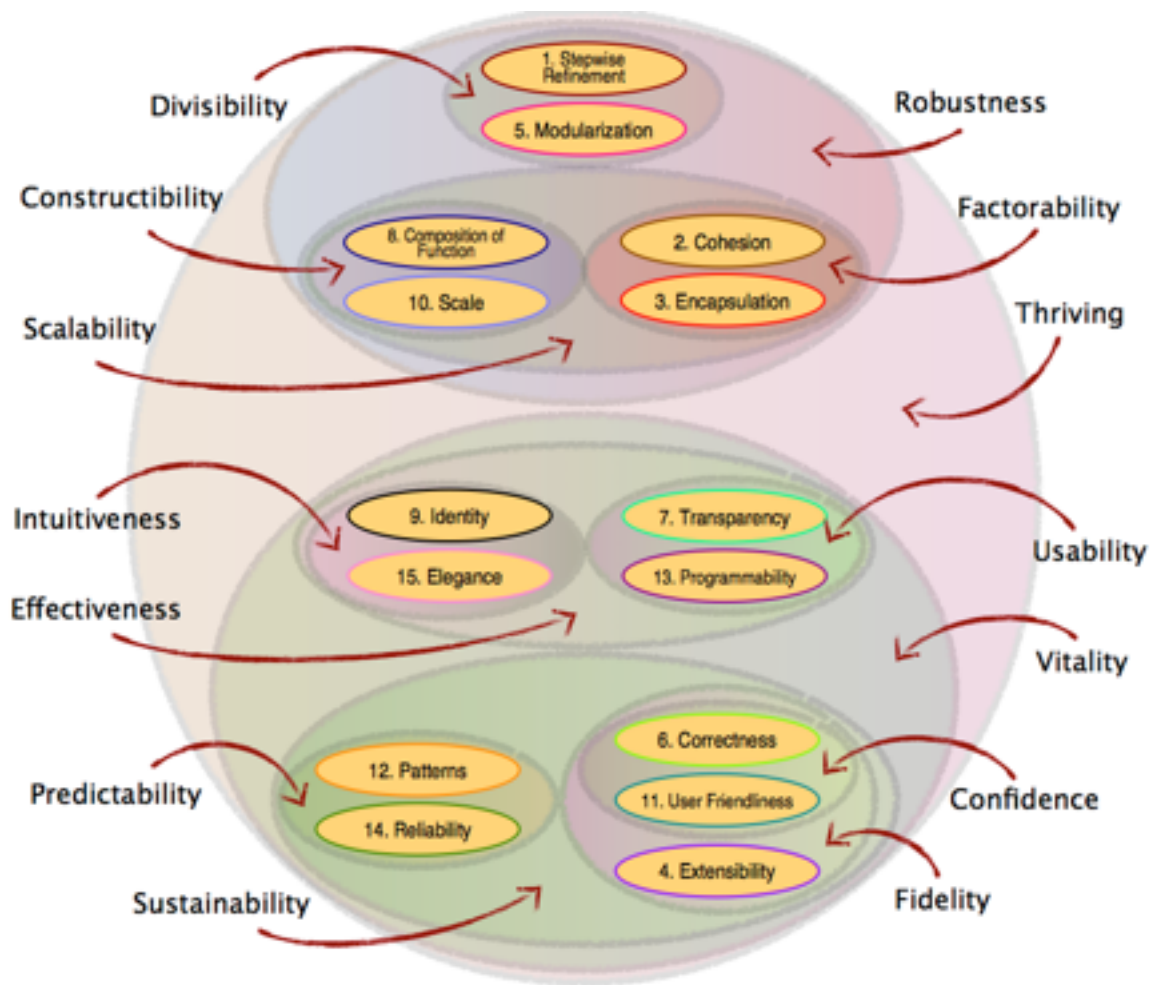 1. Stepwise
Refinement
Divisibility
Robustness
5. Modularization
Constructibility
Factorability
8. Composition of
Function
2. Cohesion
10. Scale
3. Encapsulation
Scalability
Thriving
Intuitiveness
9. Identity
7. Transparency
Usability
15. Elegance
13. Programmability
Effectiveness
Vitality
6. Correctness
12. Patterns
Predictability
11. User Friendliness
Confidence
14. Reliability
4. Extensibility
Sustainability
Fidelity